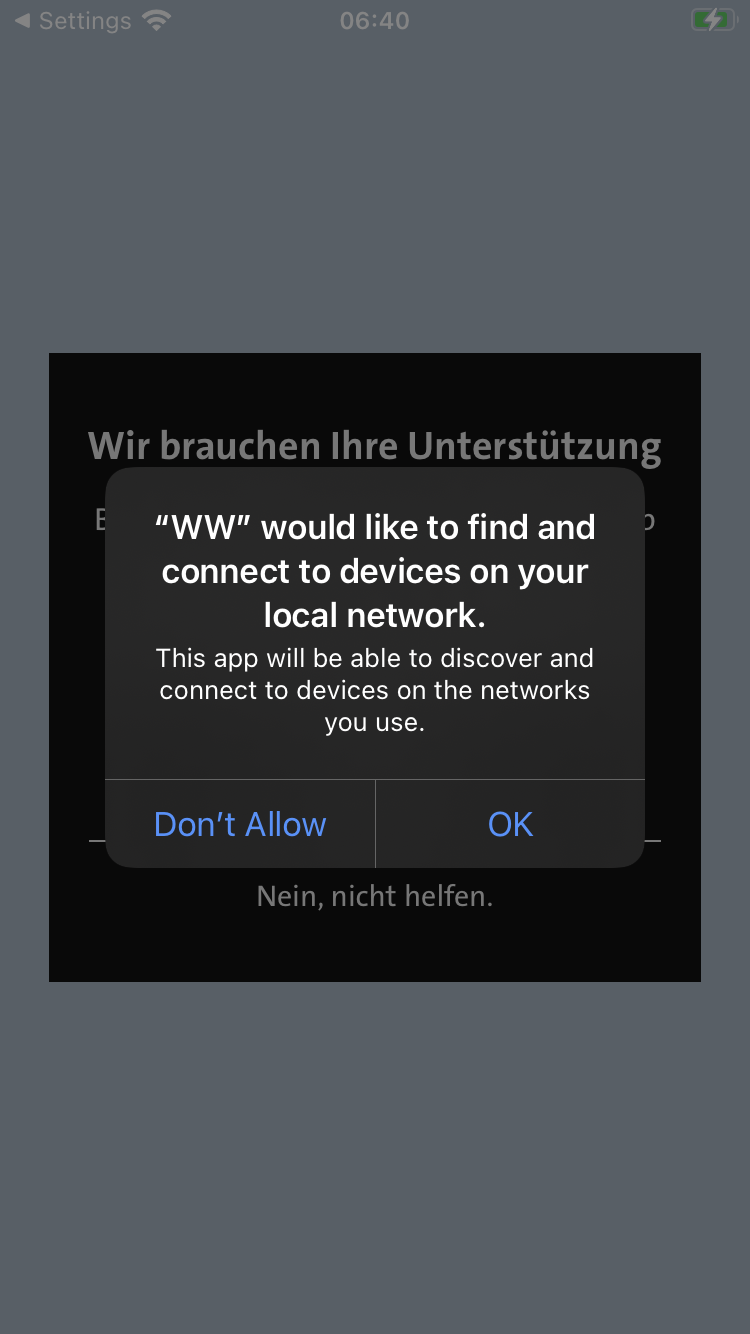 Settings
06:40
Wir brauchen Ihre Unterstützung
“WW” would like to find and
connect to devices on your
local network.
This app will be able to discover and
connect to devices on the networks
you use.
Don’t Allow
OK
Nein, nicht helfen.